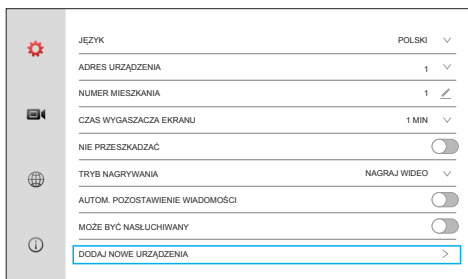 JĘZYK POLSKI
ADRES URZĄDZENIA 1
NUMER MIESZKANIA 1
CZAS WYGASZACZA EKRANU 1 MIN
NIE PRZESZKADZAĆ
TRYB NAGRYWANIA NAGRAJ WIDEO
AUTOM. POZOSTAWIENIE WIADOMOŚCI
MOŻE BYĆ NASŁUCHIWANY
DODAJ NOWE URZĄDZENIA